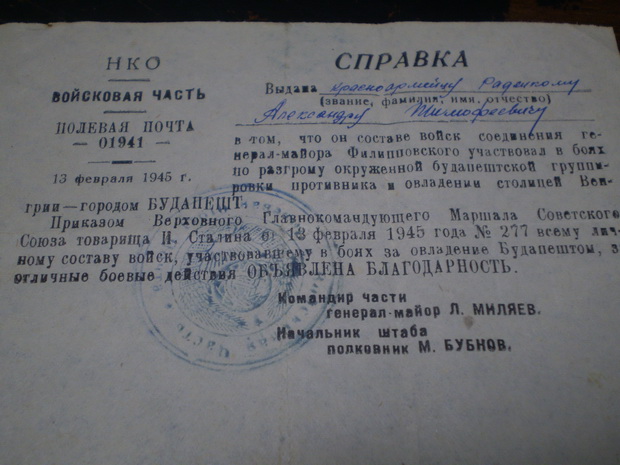 НКО
ВОЙСКОВАЯ ЧАСТЬ
ПОЛЕВАЯ ПОЧТА
— 01941 —
13 февраля 1945 г.
СПРАВКА
Выдана красноармейцу Раденкому
(звание, фамилия, имя, отчество)
Александру Тимофеевичу
в том, что он составе войск соединения ге-
нерал-майора Филипповского участвовал в боях
по разгрому окруженной будапештской группи-
ровки противника и овладении столицей Вен-
грии—городом БУДАПЕШТ.
Приказом Верховного Главнокомандующего Маршала Советского
Союза товарища И. Сталина от 13 февраля 1945 года № 277 всему лич-
ному составу войск, участвовавшему в боях за овладение Будапештом, з
отличные боевые действия ОБЪЯВЛЕНА БЛАГОДАРНОСТЬ.
Командир части
генерал-майор Л. МИЛЯЕВ.
Начальник штаба
полковник М. БУБНОВ.